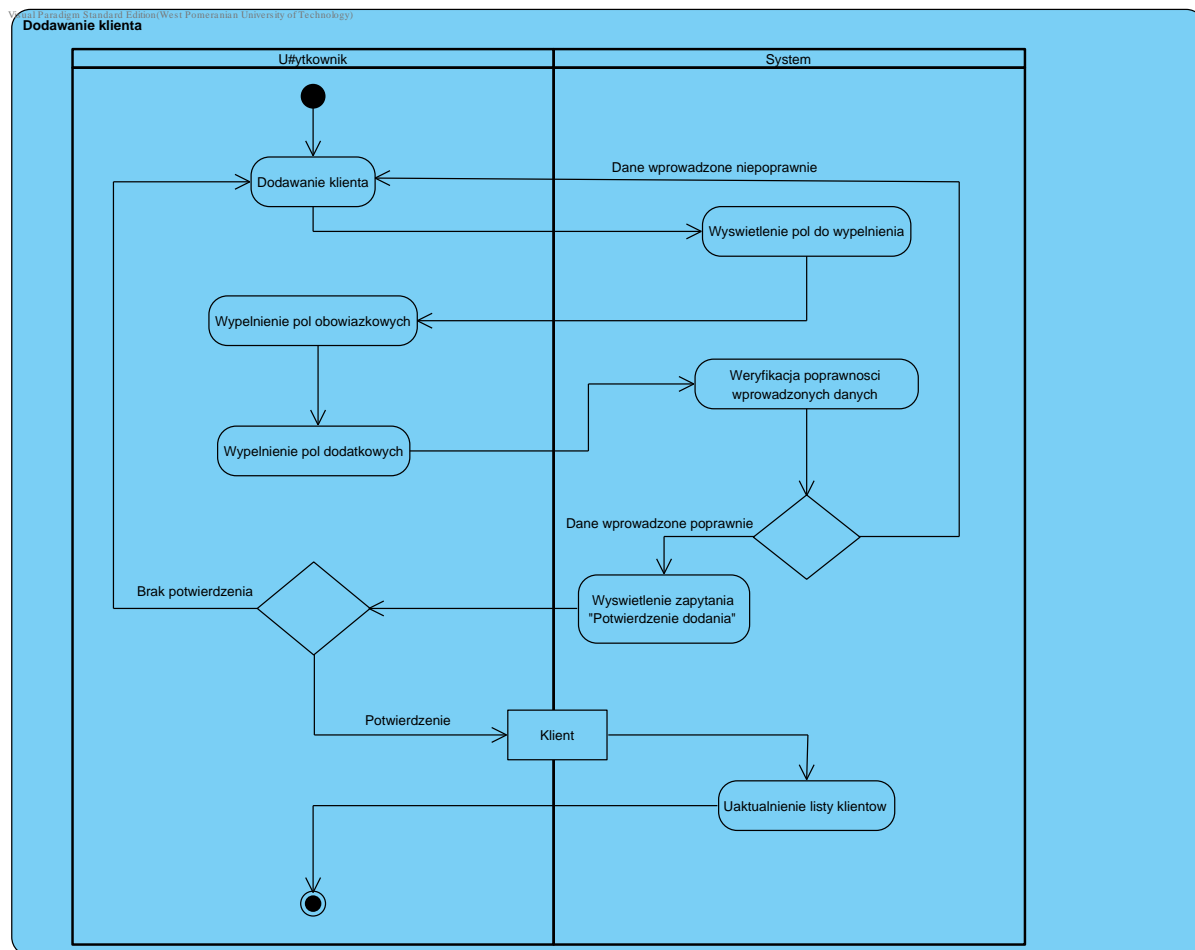 Visual Paradigm Standard Edition(West Pomeranian University of Technology)
Dodawanie klienta
U#ytkownik
System
Dane wprowadzone niepoprawnie
Dodawanie klienta
Wyswietlenie pol do wypelnienia
Wypelnienie pol obowiazkowych
Weryfikacja poprawnosci
wprowadzonych danych
Wypelnienie pol dodatkowych
Dane wprowadzone poprawnie
Brak potwierdzenia
Wyswietlenie zapytania
"Potwierdzenie dodania"
Potwierdzenie
Klient
Uaktualnienie listy klientow